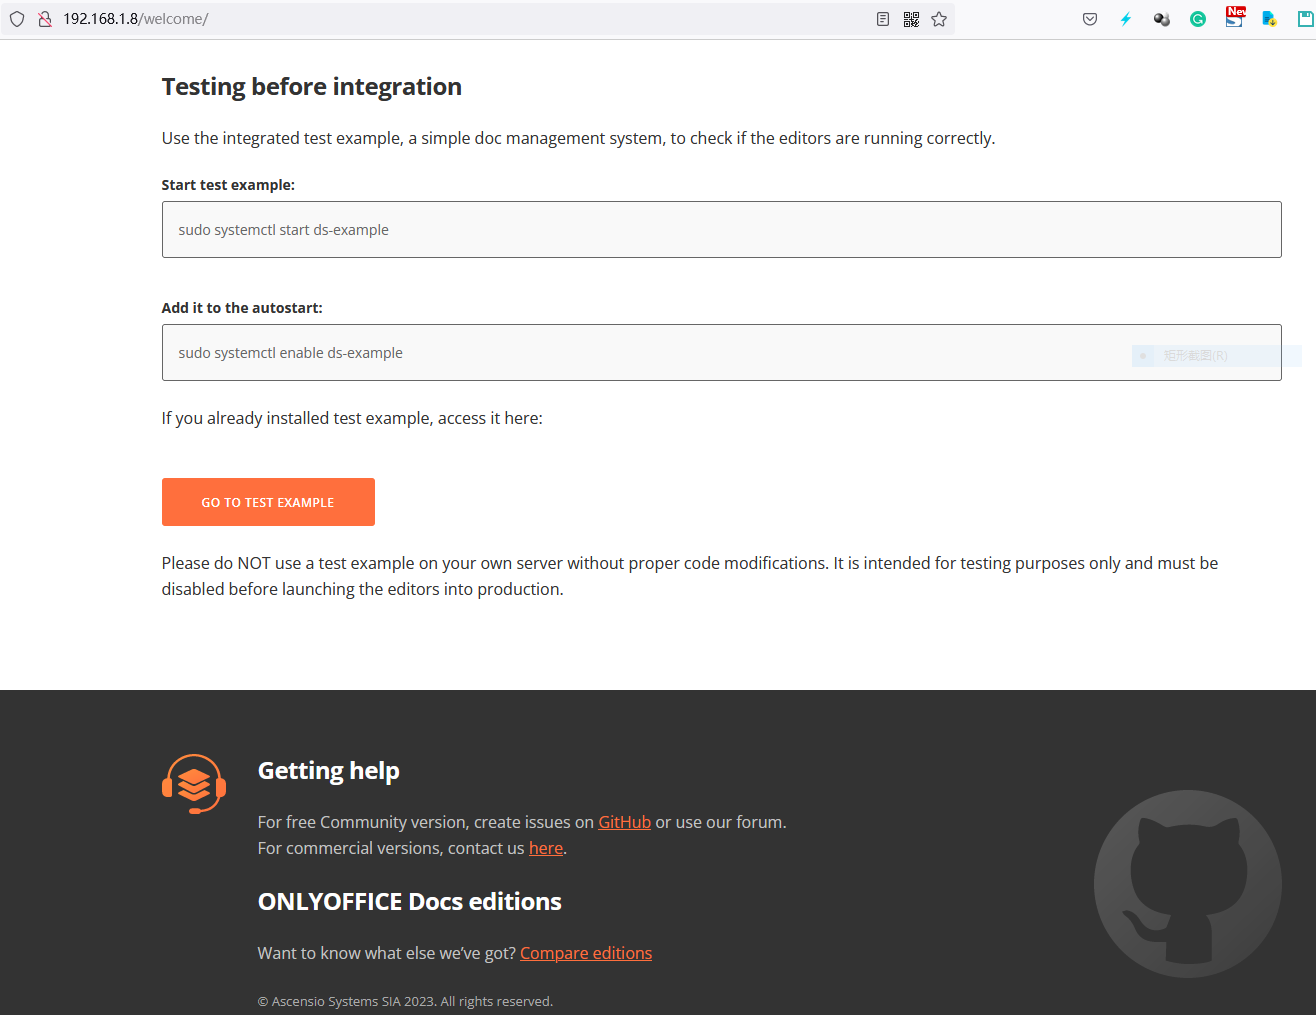 192.168.1.8/welcome/
New
Testing before integration
Use the integrated test example, a simple doc management system, to check if the editors are running correctly.
Start test example:
sudo systemctl start ds-example
Add it to the autostart:
sudo systemctl enable ds-example
矩形截图(R)
If you already installed test example, access it here:
GO TO TEST EXAMPLE
Please do NOT use a test example on your own server without proper code modifications. It is intended for testing purposes only and must be
disabled before launching the editors into production.
Getting help
For free Community version, create issues on GitHub or use our forum.
For commercial versions, contact us here.
ONLYOFFICE Docs editions
Want to know what else we’ve got? Compare editions
© Ascensio Systems SIA 2023. All rights reserved.